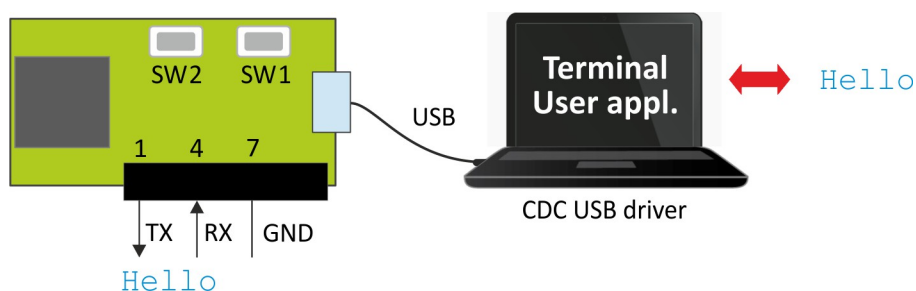 SW2 SW1
1 4 7
TX RX GND
Hello
USB
Terminal
User appl.
CDC USB driver
Hello